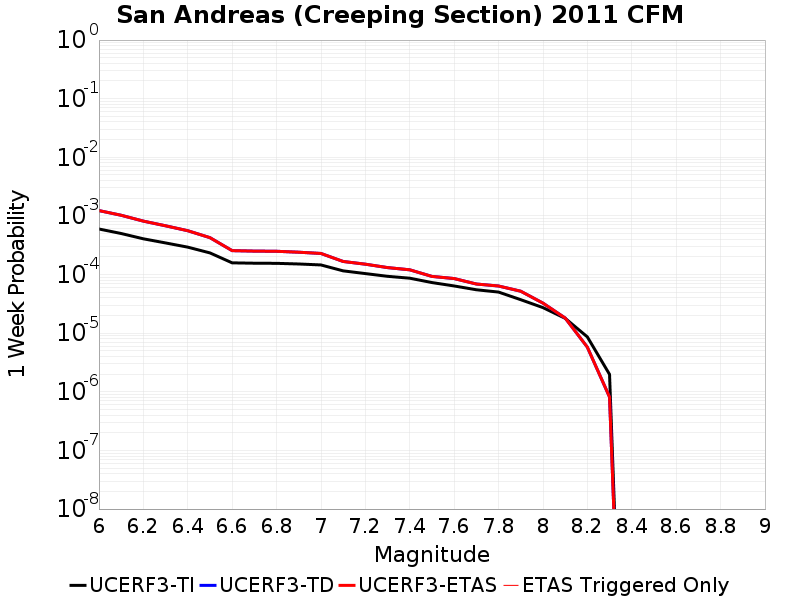 San Andreas (Creeping Section) 2011 CFM
1 Week Probability
10^0
10^-1
10^-2
10^-3
10^-4
10^-5
10^-6
10^-7
10^-8
6 6.2 6.4 6.6 6.8 7 7.2 7.4 7.6 7.8 8 8.2 8.4 8.6 8.8 9
Magnitude
UCERF3-TI UCERF3-TD UCERF3-ETAS ETAS Triggered Only